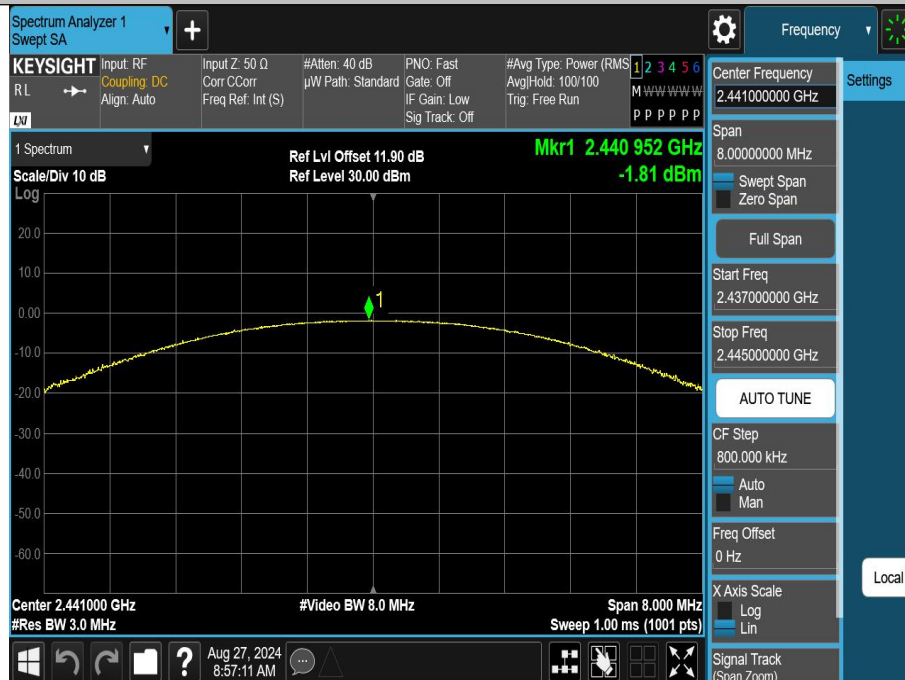 Spectrum Analyzer 1
Swept SA
Frequency
KEYSIGHT
RL
LXI
Input: RF
Coupling: DC
Align: Auto
Input Z: 50 Ω
Corr CCorr
Freq Ref: Int (S)
#Atten: 40 dB
µW Path: Standard
PNO: Fast
Gate: Off
IF Gain: Low
Sig Track: Off
#Avg Type: Power (RMS
Avg|Hold: 100/100
Trig: Free Run
1 2 3 4 5 6
M W W W W W
P P P P P P
1 Spectrum
Scale/Div 10 dB
Log
Ref Lvl Offset 11.90 dB
Ref Level 30.00 dBm
Mkr1 2.440 952 GHz
-1.81 dBm
20.0
10.0
0.00
-10.0
-20.0
-30.0
-40.0
-50.0
-60.0
1
Center 2.441000 GHz
#Res BW 3.0 MHz
#Video BW 8.0 MHz
Span 8.000 MHz
Sweep 1.00 ms (1001 pts)
Aug 27, 2024
8:57:11 AM
Center Frequency
2.441000000 GHz
Span
8.00000000 MHz
Swept Span
Zero Span
Full Span
Start Freq
2.437000000 GHz
Stop Freq
2.445000000 GHz
AUTO TUNE
CF Step
800.000 kHz
Auto
Man
Freq Offset
0 Hz
X Axis Scale
Log
Lin
Signal Track
(Span Zoom)
Settings
Local